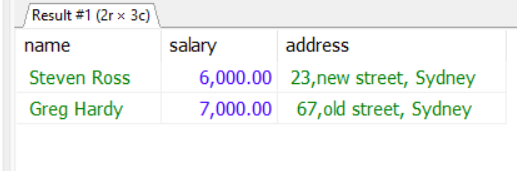 Result #1 (2r × 3c)
name salary address
Steven Ross 6,000.00 23,new street, Sydney
Greg Hardy 7,000.00 67,old street, Sydney